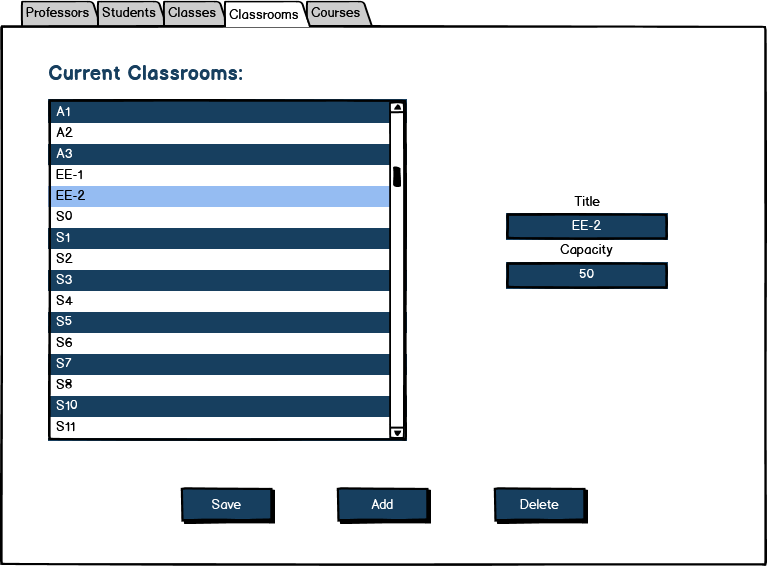 Professors Students Classes Classrooms Courses
Current Classrooms:
A1
A2
A3
EE-1
EE-2
S0
S1
S2
S3
S4
S5
S6
S7
S8
S10
S11
Title
EE-2
Capacity
50
Save Add Delete